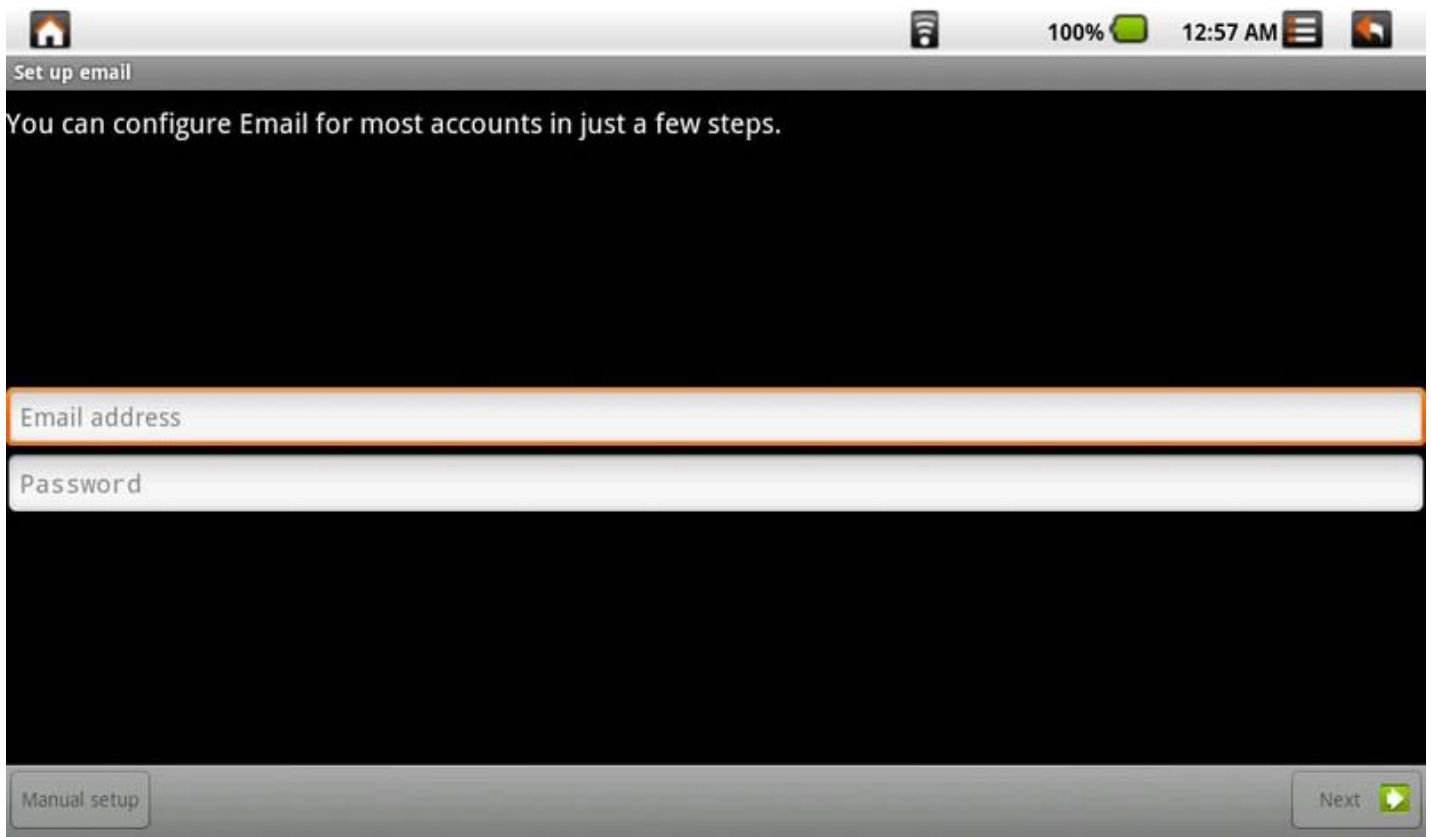 100% 12:57 AM
Set up email
You can configure Email for most accounts in just a few steps.
Email address
Password
Manual setup Next